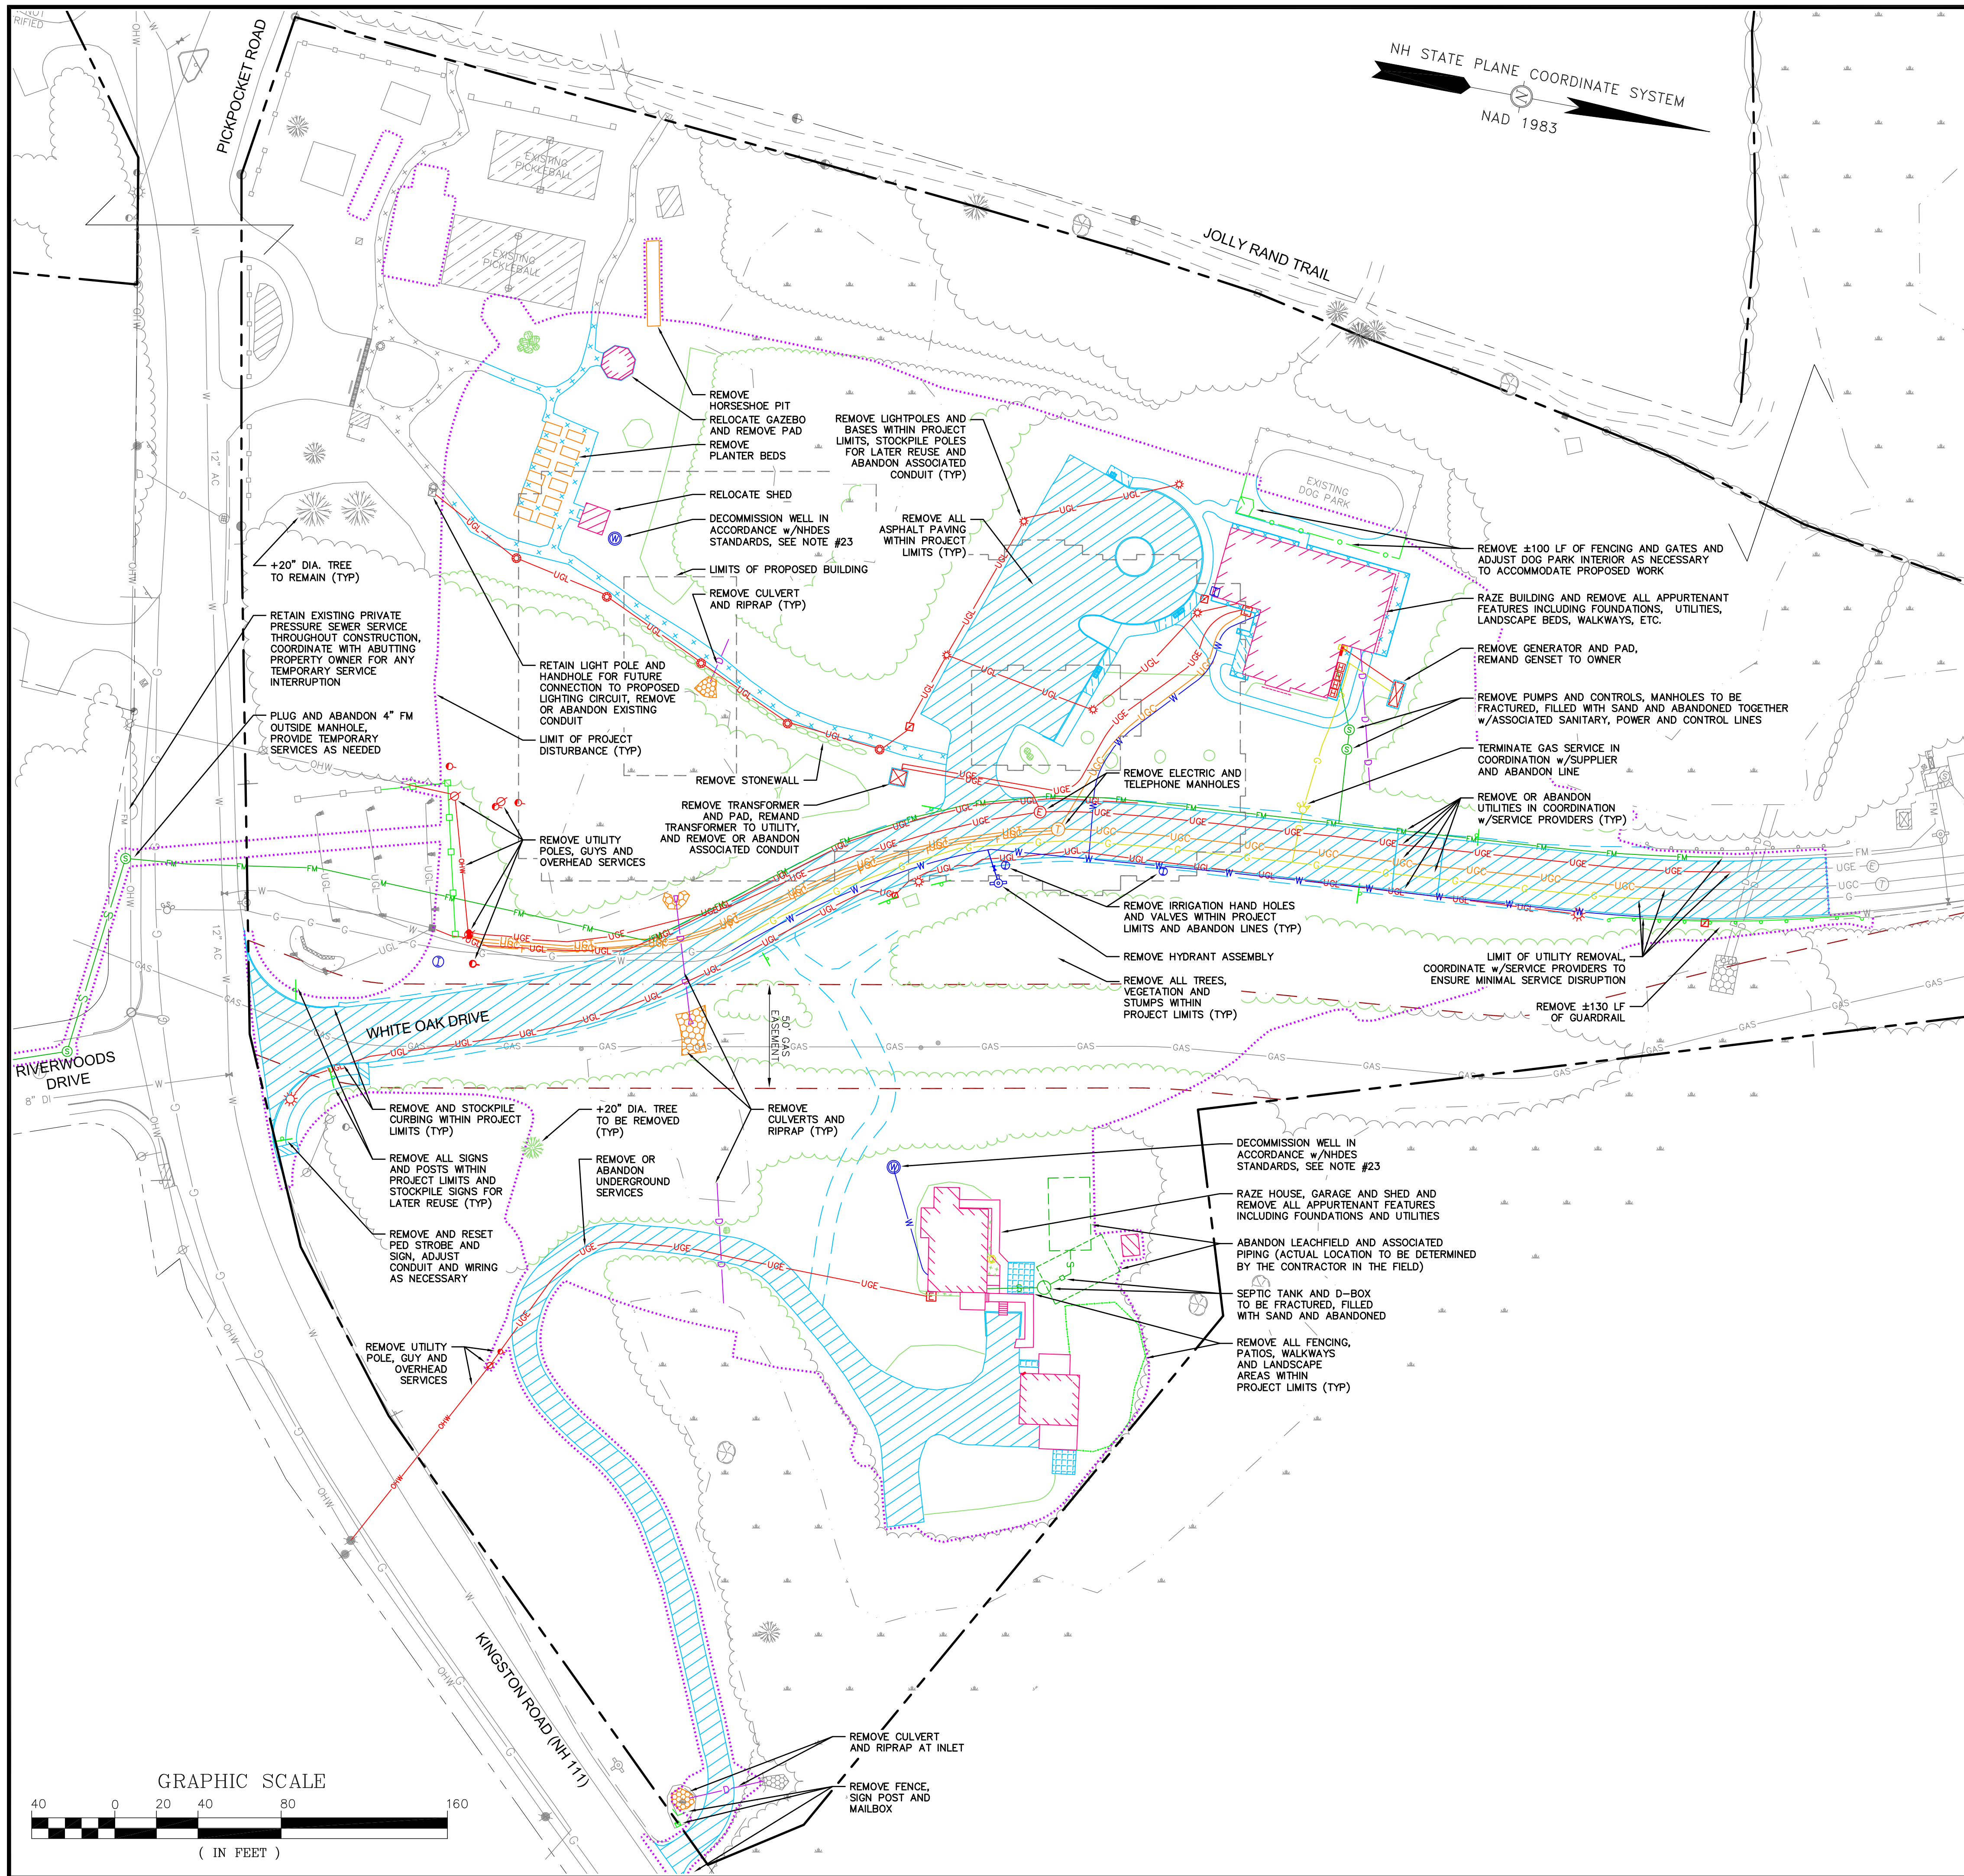 RIFIED
PICKPOCKET ROAD
NH STATE PLANE COORDINATE SYSTEM
NAD 1983
N
EXISTING
PICKLEBALL
EXISTING
PICKLEBALL
JOLLY RAND TRAIL
REMOVE
HORSESHOE PIT
RELOCATE GAZEBO
AND REMOVE PAD
REMOVE
PLANTER BEDS
RELOCATE SHED
DECOMMISSION WELL IN
ACCORDANCE w/NHDES
STANDARDS, SEE NOTE #23
LIMITS OF PROPOSED BUILDING
REMOVE CULVERT
AND RIPRAP (TYP)
REMOVE LIGHTPOLES AND
BASES WITHIN PROJECT
LIMITS, STOCKPILE POLES
FOR LATER REUSE AND
ABANDON ASSOCIATED
CONDUIT (TYP)
REMOVE ALL
ASPHALT PAVING
WITHIN PROJECT
LIMITS (TYP)
EXISTING
DOG PARK
REMOVE ±100 LF OF FENCING AND GATES AND
ADJUST DOG PARK INTERIOR AS NECESSARY
TO ACCOMMODATE PROPOSED WORK
RAZE BUILDING AND REMOVE ALL APPURTENANT
FEATURES INCLUDING FOUNDATIONS, UTILITIES,
LANDSCAPE BEDS, WALKWAYS, ETC.
REMOVE GENERATOR AND PAD,
REMAND GENSET TO OWNER
REMOVE PUMPS AND CONTROLS, MANHOLES TO BE
FRACTURED, FILLED WITH SAND AND ABANDONED TOGETHER
w/ASSOCIATED SANITARY, POWER AND CONTROL LINES
TERMINATE GAS SERVICE IN
COORDINATION w/SUPPLIER
AND ABANDON LINE
REMOVE OR ABANDON
UTILITIES IN COORDINATION
w/SERVICE PROVIDERS (TYP)
12" AC
+20" DIA. TREE
TO REMAIN (TYP)
RETAIN EXISTING PRIVATE
PRESSURE SEWER SERVICE
THROUGHOUT CONSTRUCTION,
COORDINATE WITH ABUTTING
PROPERTY OWNER FOR ANY
TEMPORARY SERVICE
INTERRUPTION
PLUG AND ABANDON 4" FM
OUTSIDE MANHOLE,
PROVIDE TEMPORARY
SERVICES AS NEEDED
RETAIN LIGHT POLE AND
HANDHOLE FOR FUTURE
CONNECTION TO PROPOSED
LIGHTING CIRCUIT, REMOVE
OR ABANDON EXISTING
CONDUIT
LIMIT OF PROJECT
DISTURBANCE (TYP)
REMOVE STONEWALL
REMOVE TRANSFORMER
AND PAD, REMAND
TRANSFORMER TO UTILITY,
AND REMOVE OR ABANDON
ASSOCIATED CONDUIT
REMOVE UTILITY
POLES, GUYS AND
OVERHEAD SERVICES
REMOVE ELECTRIC AND
TELEPHONE MANHOLES
REMOVE IRRIGATION HAND HOLES
AND VALVES WITHIN PROJECT
LIMITS AND ABANDON LINES (TYP)
REMOVE HYDRANT ASSEMBLY
REMOVE ALL TREES,
VEGETATION AND
STUMPS WITHIN
PROJECT LIMITS (TYP)
LIMIT OF UTILITY REMOVAL,
COORDINATE w/SERVICE PROVIDERS TO
ENSURE MINIMAL SERVICE DISRUPTION
REMOVE ±130 LF
OF GUARDRAIL
12" AC
WHITE OAK DRIVE
50' GAS
EASEMENT
RIVERWOODS
DRIVE
8" DI
REMOVE AND STOCKPILE
CURBING WITHIN PROJECT
LIMITS (TYP)
REMOVE ALL SIGNS
AND POSTS WITHIN
PROJECT LIMITS AND
STOCKPILE SIGNS FOR
LATER REUSE (TYP)
REMOVE AND RESET
PED STROBE AND
SIGN, ADJUST
CONDUIT AND WIRING
AS NECESSARY
+20" DIA. TREE
TO BE REMOVED
(TYP)
REMOVE OR
ABANDON
UNDERGROUND
SERVICES
REMOVE
CULVERTS AND
RIPRAP (TYP)
DECOMMISSION WELL IN
ACCORDANCE w/NHDES
STANDARDS, SEE NOTE #23
RAZE HOUSE, GARAGE AND SHED AND
REMOVE ALL APPURTENANT FEATURES
INCLUDING FOUNDATIONS AND UTILITIES
ABANDON LEACHFIELD AND ASSOCIATED
PIPING (ACTUAL LOCATION TO BE DETERMINED
BY THE CONTRACTOR IN THE FIELD)
SEPTIC TANK AND D-BOX
TO BE FRACTURED, FILLED
WITH SAND AND ABANDONED
REMOVE ALL FENCING,
PATIOS, WALKWAYS
AND LANDSCAPE
AREAS WITHIN
PROJECT LIMITS (TYP)
REMOVE UTILITY
POLE, GUY AND
OVERHEAD
SERVICES
KINGSTON ROAD (NH 111)
REMOVE CULVERT
AND RIPRAP AT INLET
REMOVE FENCE,
SIGN POST AND
MAILBOX
GRAPHIC SCALE
40 0 20 40 80 160
( IN FEET )